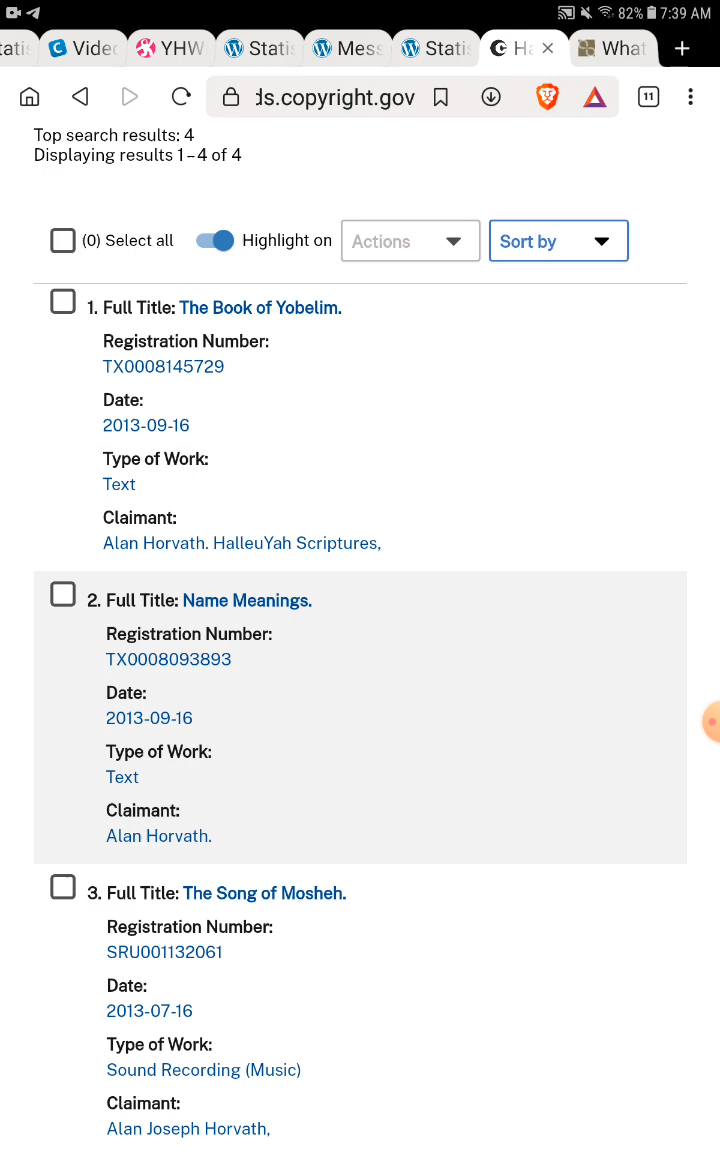 82% 7:39 AM
tatis Videc YHW Statis Mess Statis Ha What
ds.copyright.gov 11
Top search results: 4
Displaying results 1 – 4 of 4
(0) Select all Highlight on Actions Sort by
1. Full Title: The Book of Yobelim.
Registration Number:
TX0008145729
Date:
2013-09-16
Type of Work:
Text
Claimant:
Alan Horvath. HalleuYah Scriptures,
2. Full Title: Name Meanings.
Registration Number:
TX0008093893
Date:
2013-09-16
Type of Work:
Text
Claimant:
Alan Horvath.
3. Full Title: The Song of Mosheh.
Registration Number:
SRU001132061
Date:
2013-07-16
Type of Work:
Sound Recording (Music)
Claimant:
Alan Joseph Horvath,